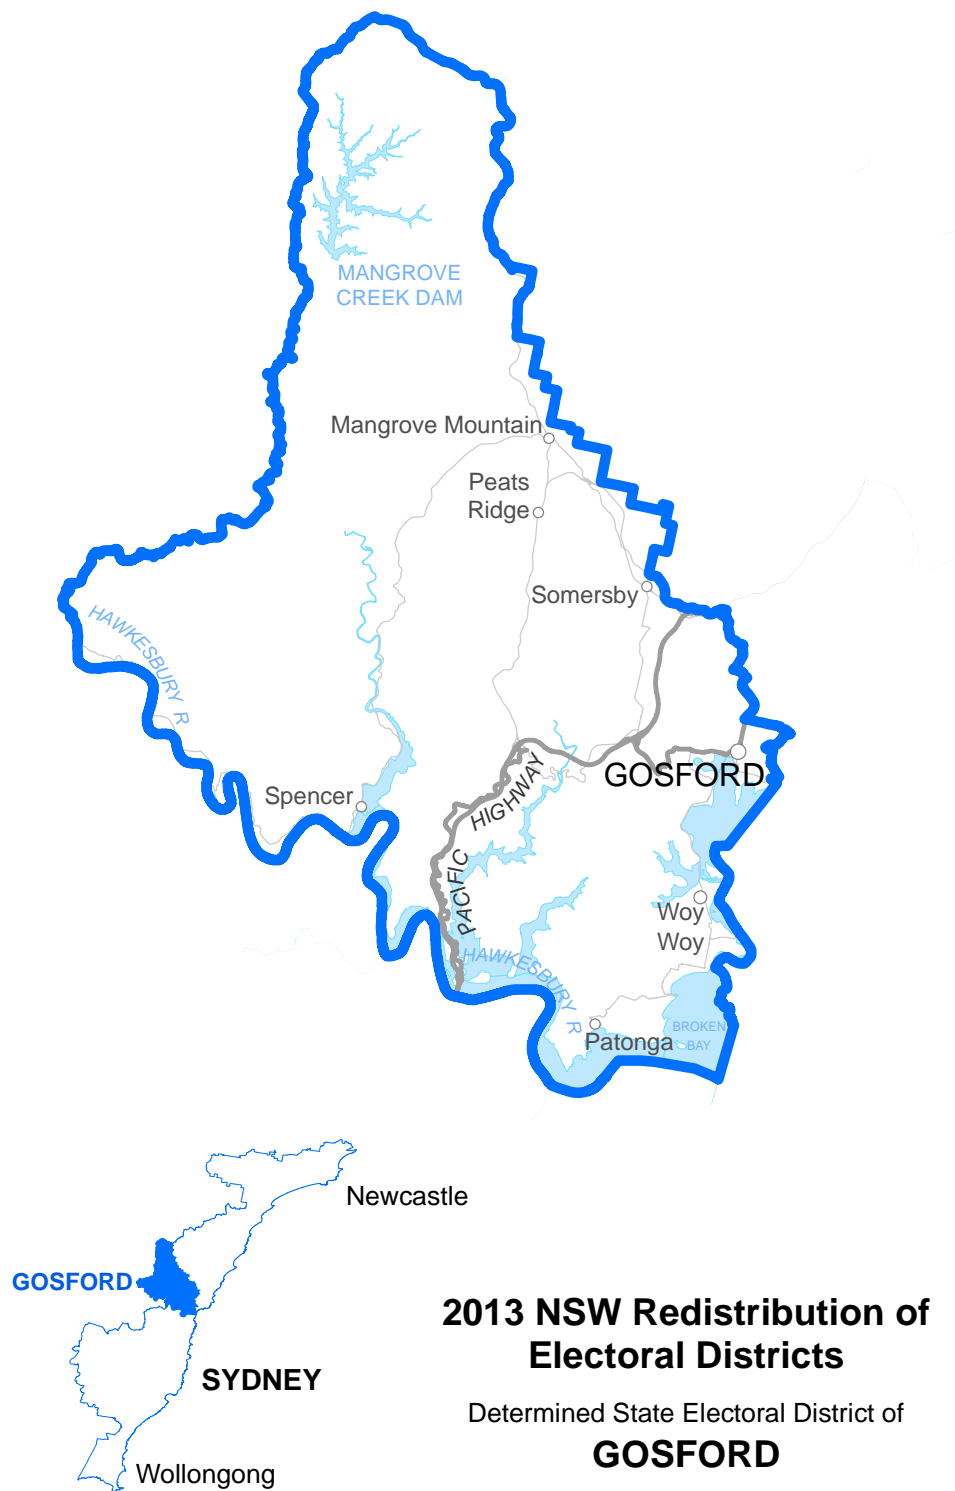 MANGROVE
CREEK DAM
Mangrove Mountain
Peats
Ridge
Somersby
HAWKESBURY R
GOSFORD
Spencer
PACIFIC HIGHWAY
Woy
Woy
HAWKESBURY R
BROKEN
BAY
Patonga
Newcastle
GOSFORD
SYDNEY
Wollongong
2013 NSW Redistribution of
Electoral Districts
Determined State Electoral District of
GOSFORD